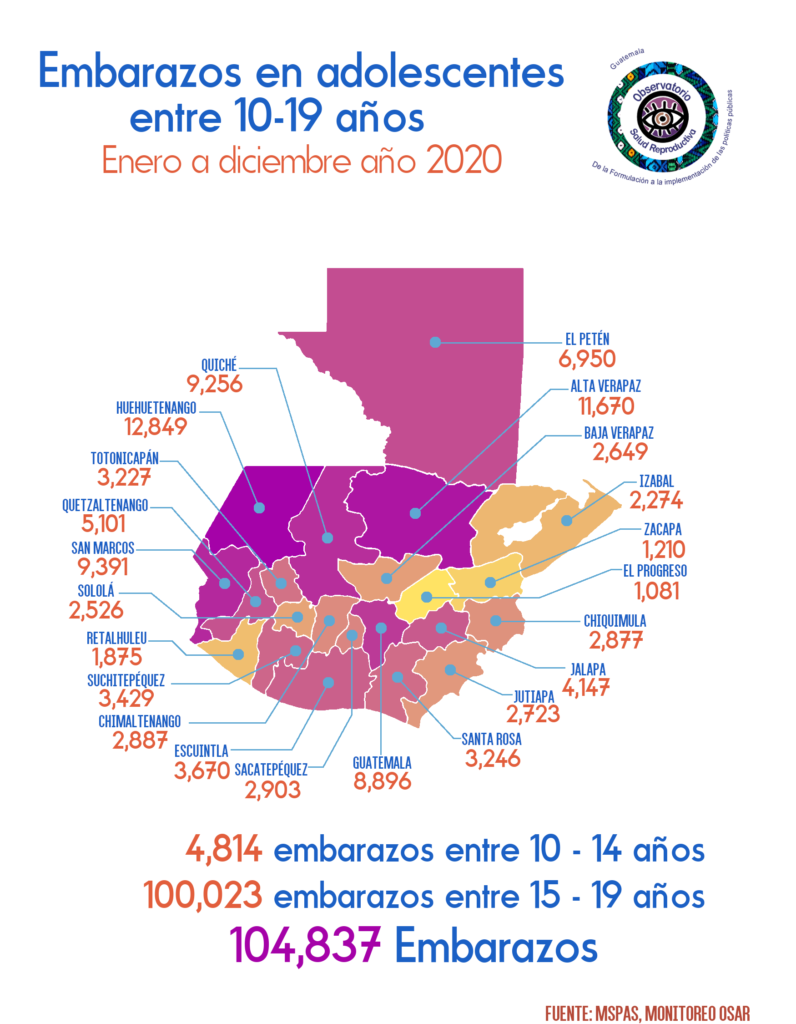 Embarazos en adolescentes
entre 10-19 años
Enero a diciembre año 2020
Guatemala
Observatorio
Salud Reproductiva
De la Formulación a la implementación de las políticas públicas
EL PETÉN
6,950
QUICHÉ
9,256
ALTA VERAPAZ
11,670
HUEHUETENANGO
12,849
BAJA VERAPAZ
2,649
TOTONICAPÁN
3,227
IZABAL
2,274
QUETZALTENANGO
5,101
ZACAPA
1,210
SAN MARCOS
9,391
EL PROGRESO
1,081
SOLOLÁ
2,526
CHIQUIMULA
2,877
RETALHULEU
1,875
JALAPA
4,147
SUCHITEPÉQUEZ
3,429
JUTIAPA
2,723
CHIMALTENANGO
2,887
SANTA ROSA
3,246
ESCUINTLA
3,670
SACATEPÉQUEZ
2,903
GUATEMALA
8,896
4,814 embarazos entre 10 - 14 años
100,023 embarazos entre 15 - 19 años
104,837 Embarazos
FUENTE: MSPAS, MONITOREO OSAR